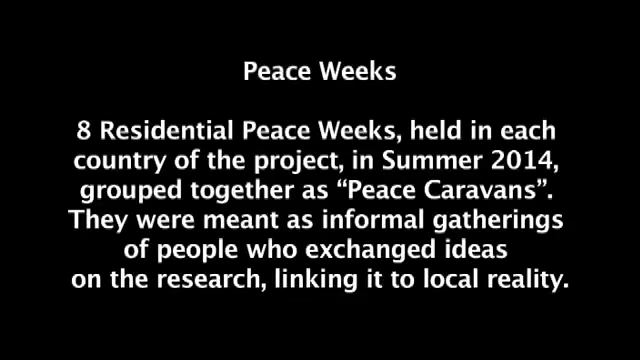 Peace Weeks
8 Residential Peace Weeks, held in each
country of the project, in Summer 2014,
grouped together as “Peace Caravans”.
They were meant as informal gatherings
of people who exchanged ideas
on the research, linking it to local reality.